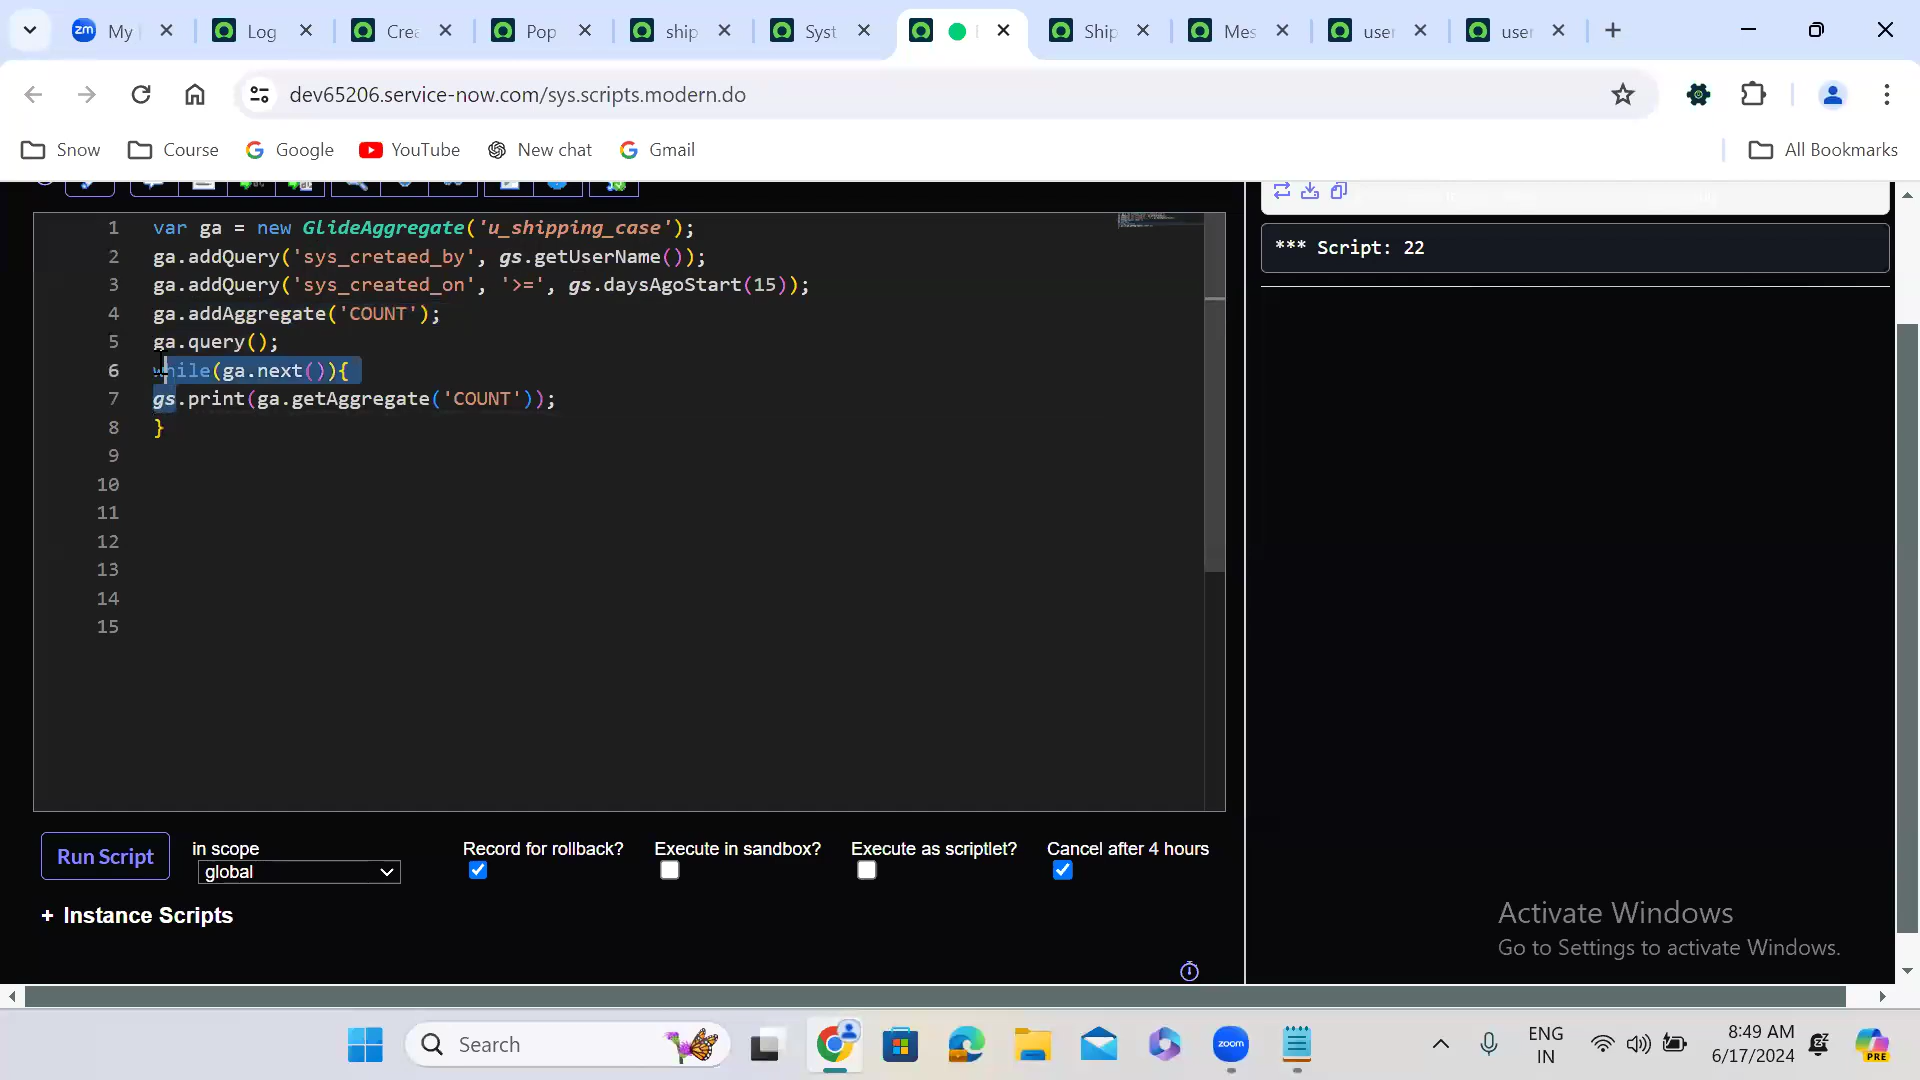 My
Log
Crea
Pop
ship
Syst
Ship
Mes
user
user
dev65206.service-now.com/sys.scripts.modern.do
Snow
Course
Google
YouTube
New chat
Gmail
All Bookmarks
1 var ga = new GlideAggregate('u_shipping_case');
2 ga.addQuery('sys_cretaed_by', gs.getUserName());
3 ga.addQuery('sys_created_on', '>=', gs.daysAgoStart(15));
4 ga.addAggregate('COUNT');
5 ga.query();
6 while(ga.next()){
7 gs.print(ga.getAggregate('COUNT'));
8 }
9
10
11
12
13
14
15
*** Script: 22
Run Script
in scope
global
Record for rollback?
Execute in sandbox?
Execute as scriptlet?
Cancel after 4 hours
+ Instance Scripts
Activate Windows
Go to Settings to activate Windows.
Search
zoom
ENG
IN
8:49 AM
6/17/2024
PRE